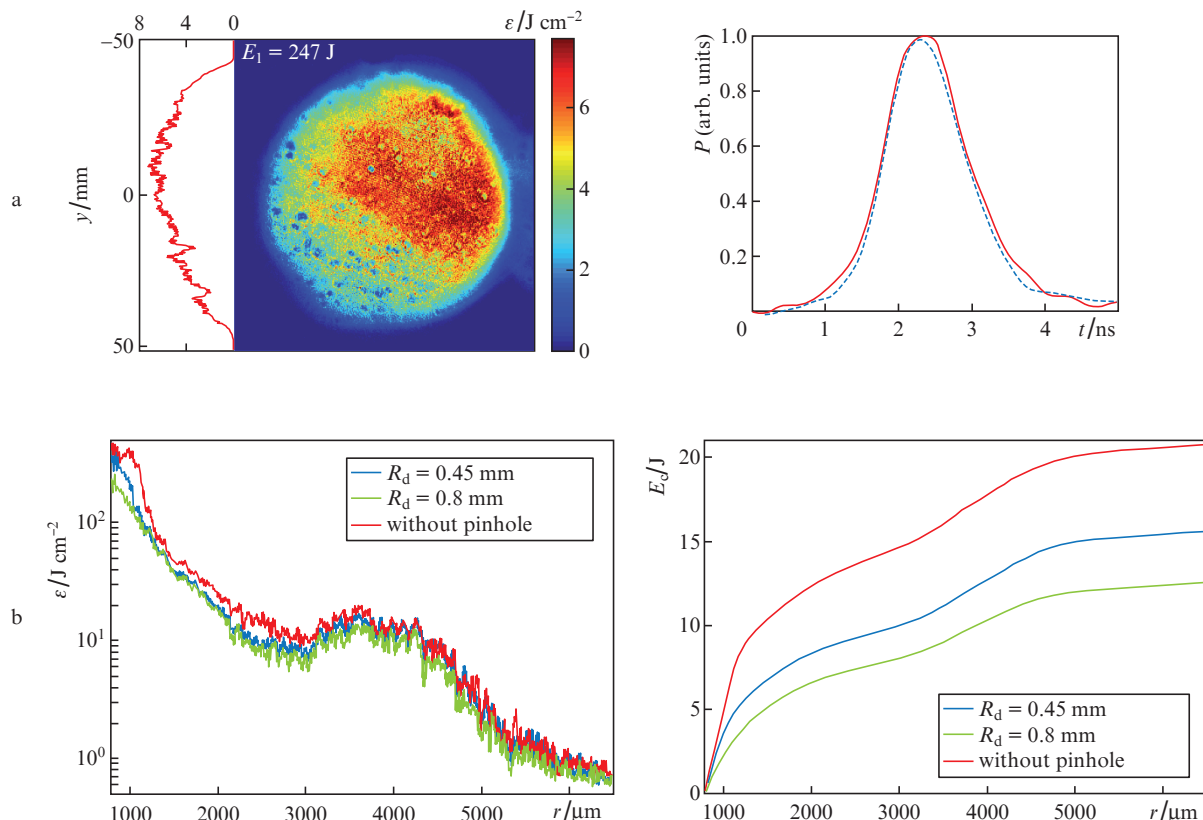 8 4 0
ε/J cm⁻²
−50
E₁ = 247 J
6
0
4
y/mm
2
50
0
a
1.0
P (arb. units)
0.8
0.6
0.4
0.2
0 1 2 3 4 t/ns
R_d = 0.45 mm
R_d = 0.8 mm
without pinhole
10²
ε/J cm⁻²
10¹
10⁰
1000 2000 3000 4000 5000 r/μm
b
20
E_d/J
15
10
5
0
R_d = 0.45 mm
R_d = 0.8 mm
without pinhole
1000 2000 3000 4000 5000 r/μm